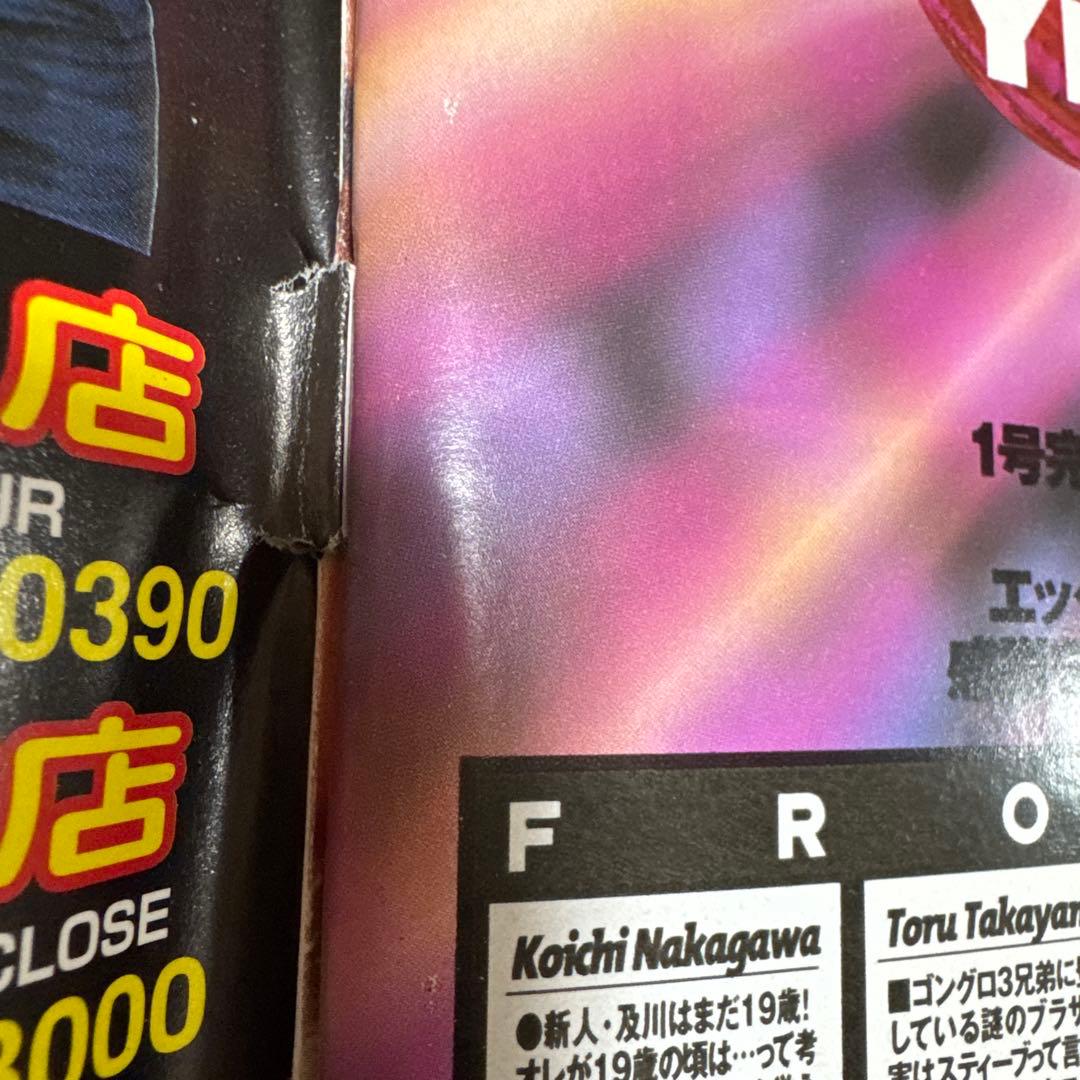 店
UR
0390
店
CLOSE
3000
1号完
エッ
F R O
Koichi Nakagawa
●新人・及川はまだ19歳!
オレが19歳の頃は…って考
Toru Takayan
■ゴングロ3兄弟に
している謎のブラザ
実はスティーブって言